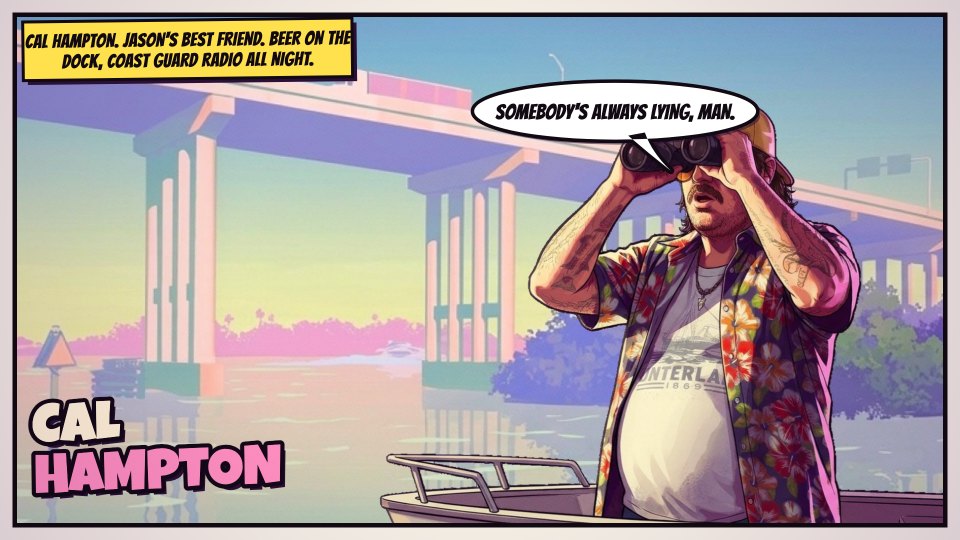 CAL HAMPTON. JASON'S BEST FRIEND. BEER ON THE
DOCK, COAST GUARD RADIO ALL NIGHT.
SOMEBODY'S ALWAYS LYING, MAN.
1869
CAL
HAMPTON